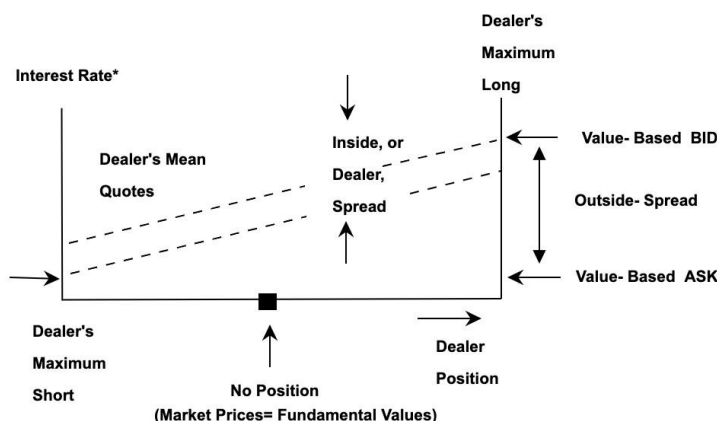 Dealer's
Maximum
Long
Interest Rate*
Value- Based BID
Inside, or
Dealer,
Spread
Dealer's Mean
Quotes
Outside- Spread
Value- Based ASK
Dealer's
Maximum
Short
Dealer
Position
No Position
(Market Prices= Fundamental Values)